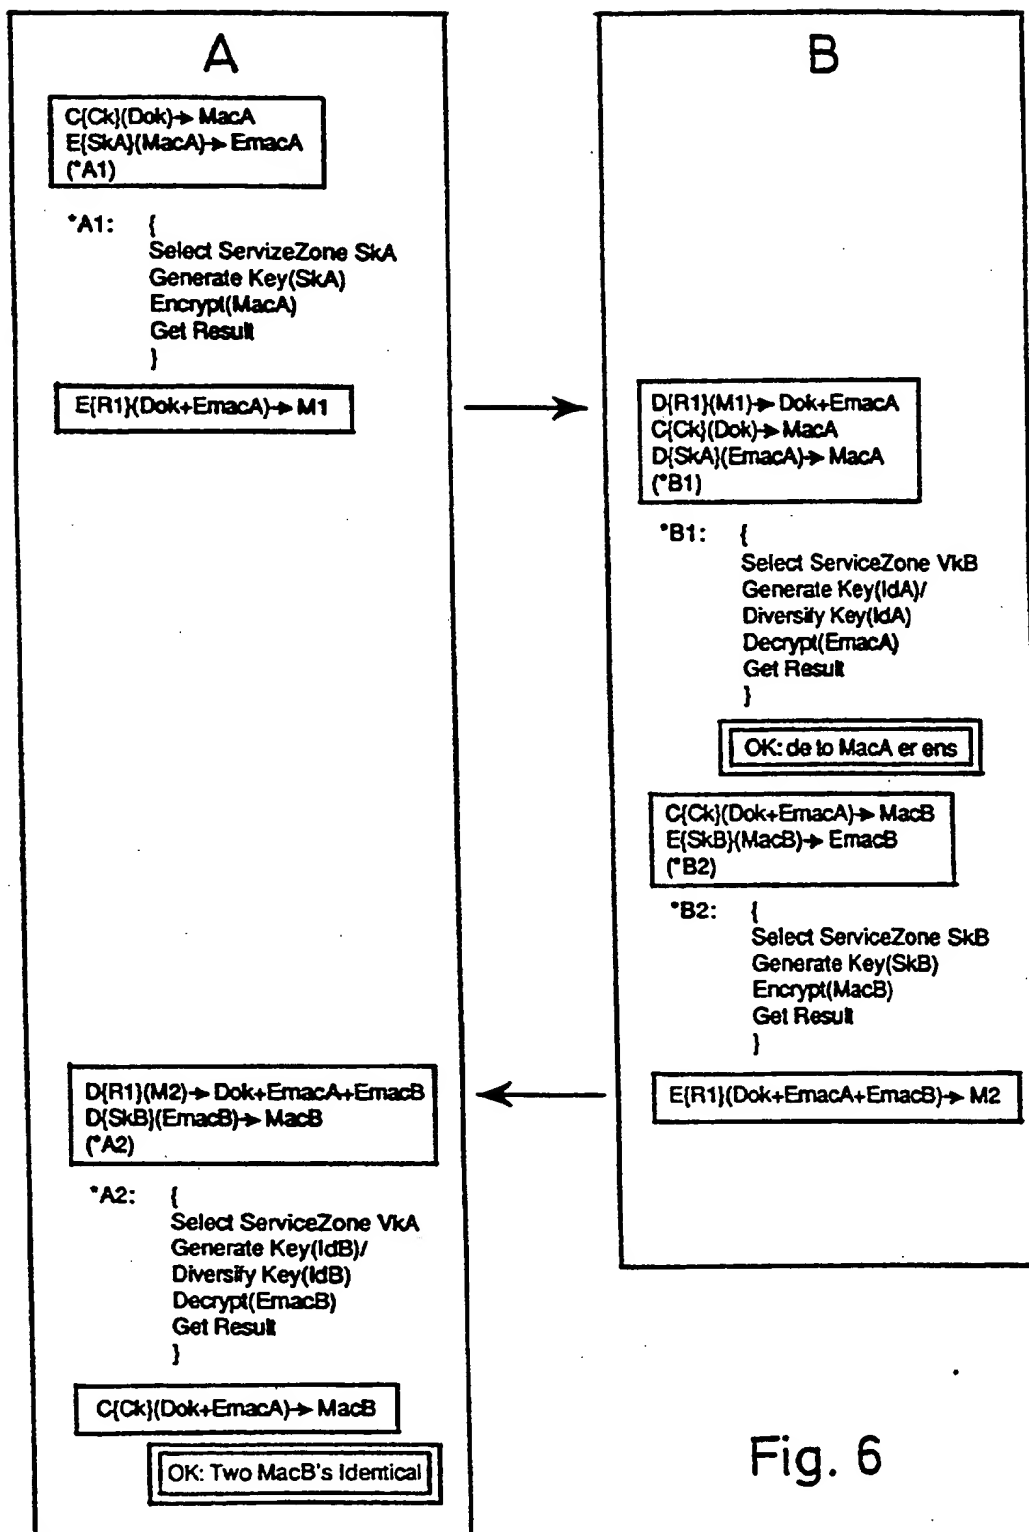 A
C{Ck}(Dok)→ MacA
E{SkA}(MacA)→ EmacA
(*A1)
*A1: {
Select ServizeZone SkA
Generate Key(SkA)
Encrypt(MacA)
Get Result
}
E{R1}(Dok+EmacA)→ M1
B
D{R1}(M1)→ Dok+EmacA
C{Ck}(Dok)→ MacA
D{SkA}(EmacA)→ MacA
(*B1)
*B1: {
Select ServiceZone VkB
Generate Key(IdA)/
Diversify Key(IdA)
Decrypt(EmacA)
Get Result
}
OK: de to MacA er ens
C{Ck}(Dok+EmacA)→ MacB
E{SkB}(MacB)→ EmacB
(*B2)
*B2: {
Select ServiceZone SkB
Generate Key(SkB)
Encrypt(MacB)
Get Result
}
E{R1}(Dok+EmacA+EmacB)→ M2
D{R1}(M2)→ Dok+EmacA+EmacB
D{SkB}(EmacB)→ MacB
(*A2)
*A2: {
Select ServiceZone VkA
Generate Key(IdB)/
Diversify Key(IdB)
Decrypt(EmacB)
Get Result
}
C{Ck}(Dok+EmacA)→ MacB
OK: Two MacB's Identical
Fig. 6